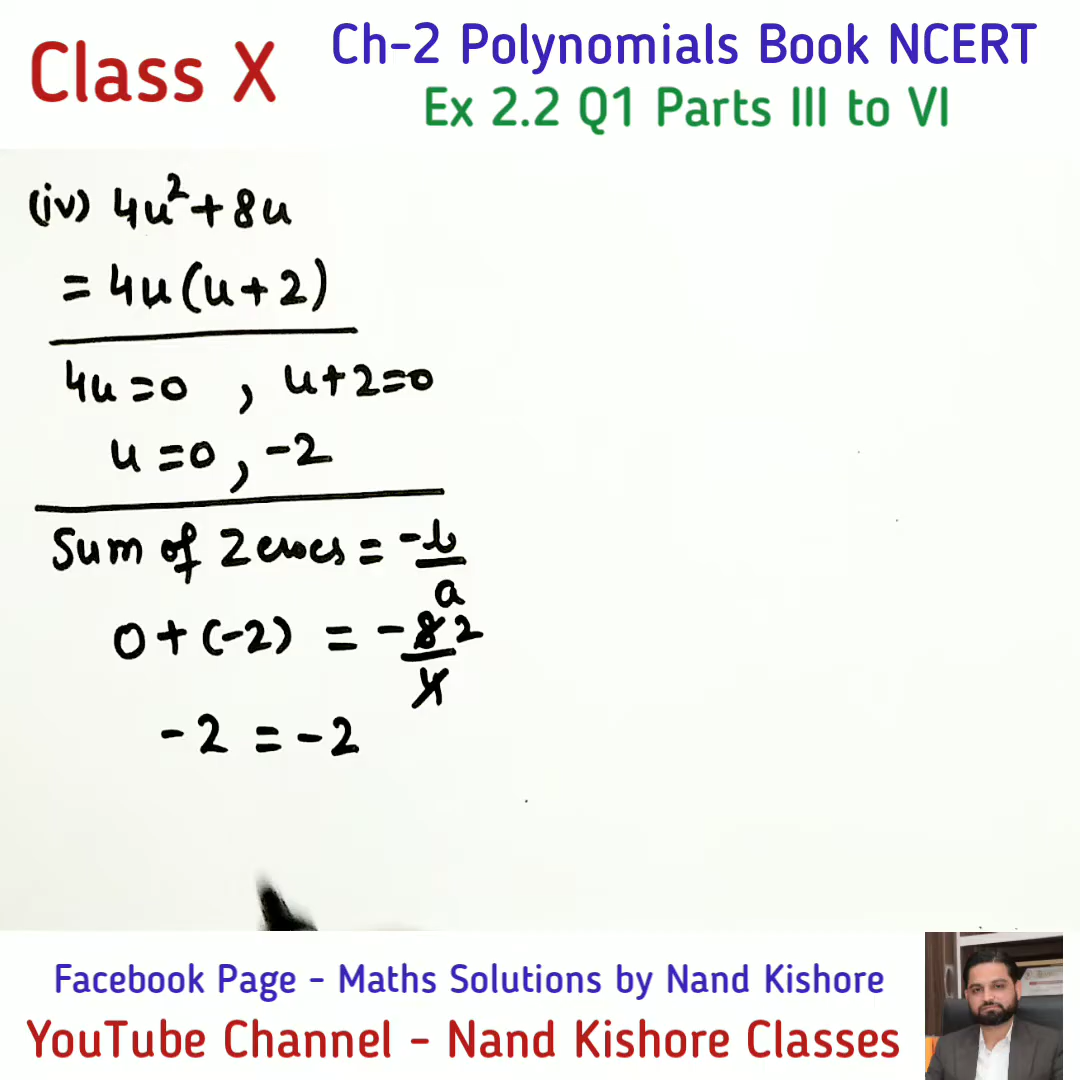 Class X
Ch-2 Polynomials Book NCERT
Ex 2.2 Q1 Parts III to VI
(iv) 4u²+8u
= 4u(u+2)
4u=0 , u+2=0
u=0, -2
Sum of Zeroes = -b/a
0+(-2) = -8/4 2
-2 = -2
Facebook Page - Maths Solutions by Nand Kishore
YouTube Channel - Nand Kishore Classes